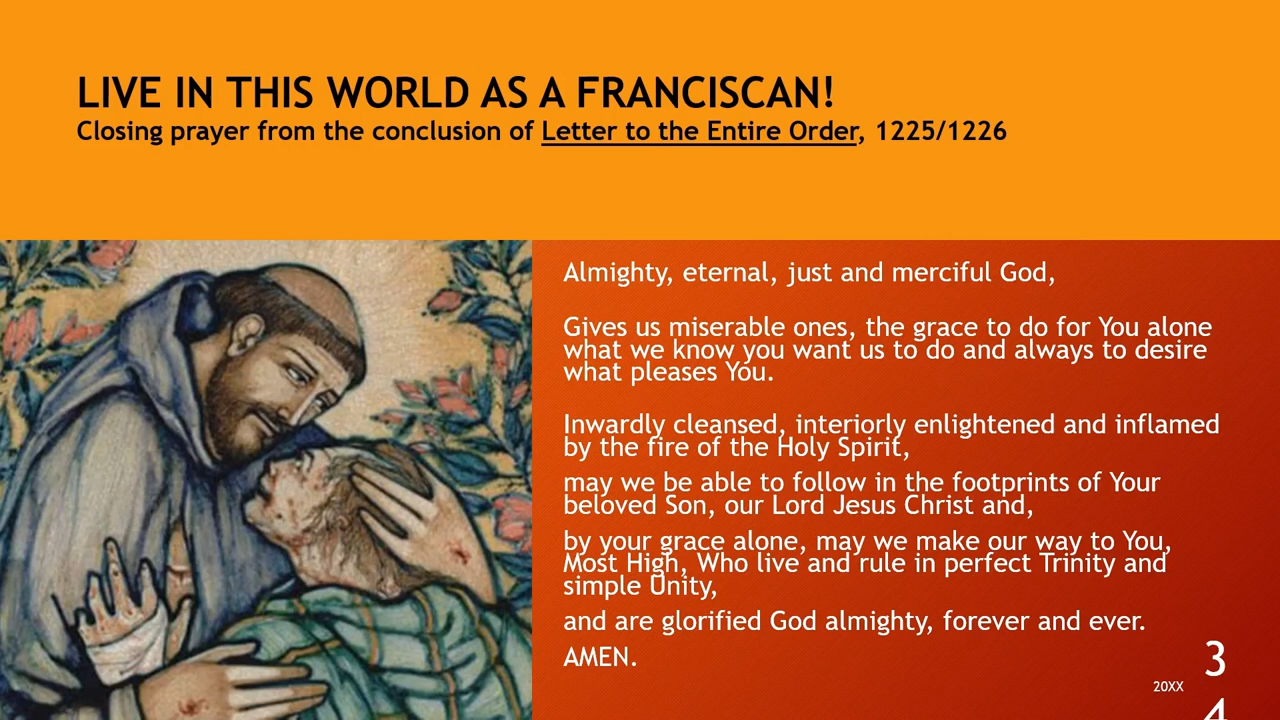 LIVE IN THIS WORLD AS A FRANCISCAN!
Closing prayer from the conclusion of Letter to the Entire Order, 1225/1226
Almighty, eternal, just and merciful God,
Gives us miserable ones, the grace to do for You alone
what we know you want us to do and always to desire
what pleases You.
Inwardly cleansed, interiorly enlightened and inflamed
by the fire of the Holy Spirit,
may we be able to follow in the footprints of Your
beloved Son, our Lord Jesus Christ and,
by your grace alone, may we make our way to You,
Most High, Who live and rule in perfect Trinity and
simple Unity,
and are glorified God almighty, forever and ever.
AMEN.
20XX
3
4